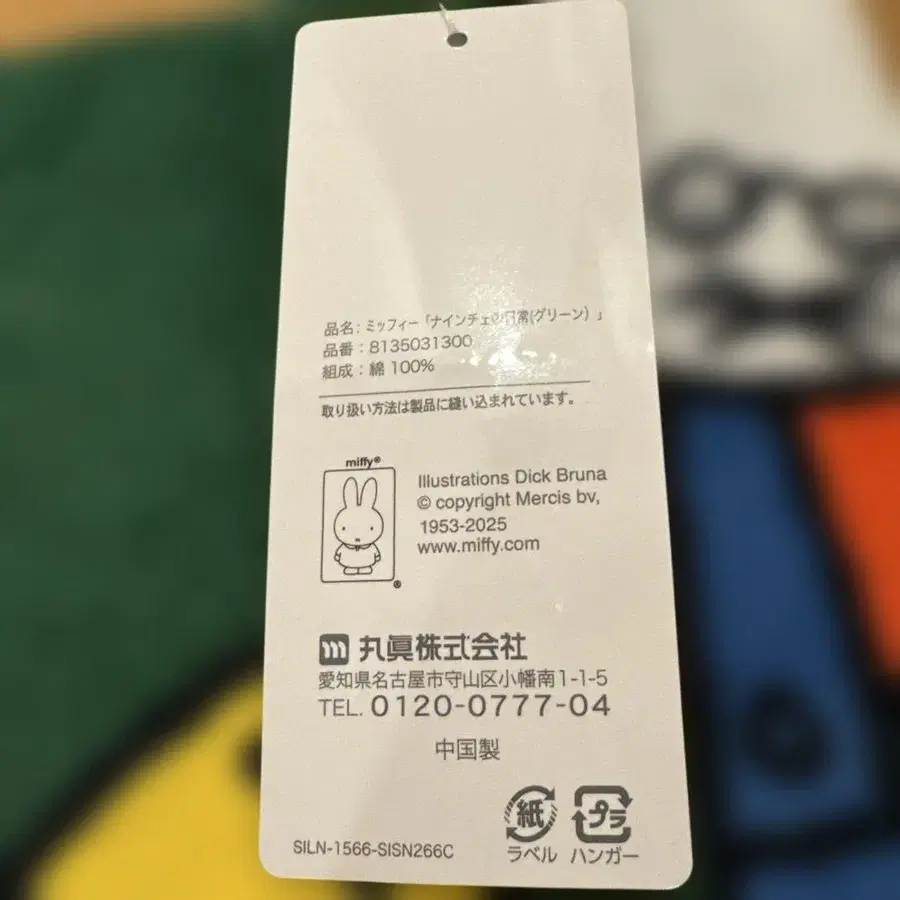 品名:ミッフィー「ナインチェの日常(グリーン)」
品番:8135031300
組成:綿 100%
取り扱い方法は製品に縫い込まれています。
miffy®
Illustrations Dick Bruna
© copyright Mercis bv,
1953-2025
www.miffy.com
®
m 丸眞株式会社
愛知県名古屋市守山区小幡南1-1-5
TEL. 0120-0777-04
中国製
紙 プラ
ラベル ハンガー
SILN-1566-SISN266C